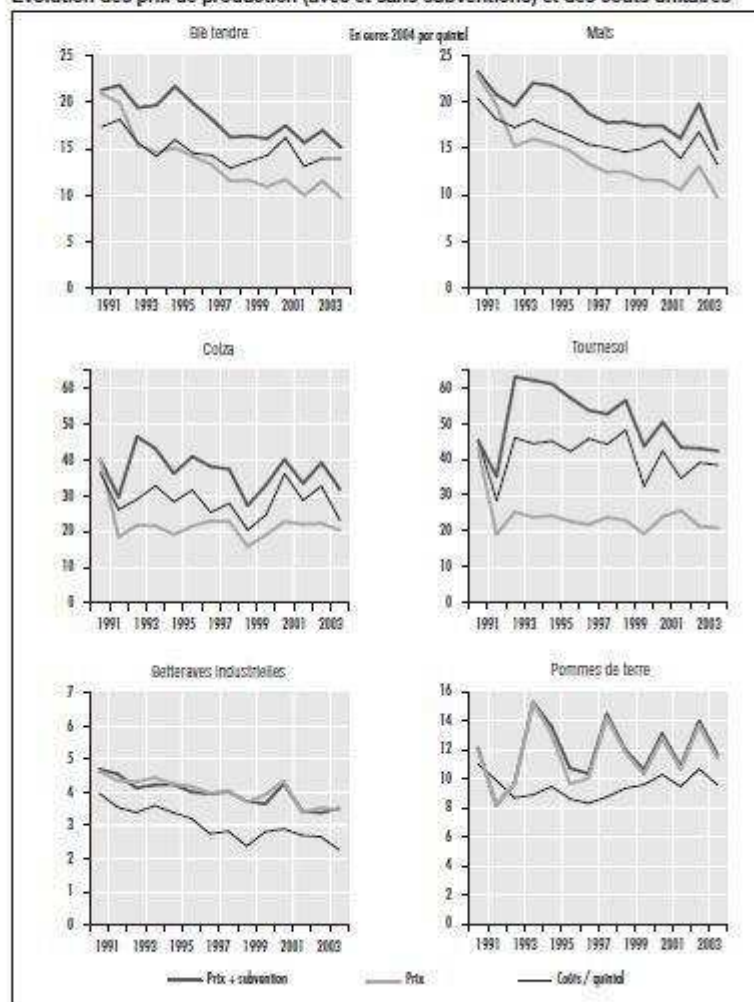 Évolution des prix de production (avec et sans subventions) et des coûts unitaires
Blé tendre
En euros 2004 par quintal
Maïs
25
20
15
10
5
0
1991 1993 1995 1997 1999 2001 2003
25
20
15
10
5
0
1991 1993 1995 1997 1999 2001 2003
Colza
60
50
40
30
20
10
0
1991 1993 1995 1997 1999 2001 2003
Tournesol
60
50
40
30
20
10
0
1991 1993 1995 1997 1999 2001 2003
Betteraves industrielles
7
6
5
4
3
2
1
0
1991 1993 1995 1997 1999 2001 2003
Pommes de terre
16
14
12
10
8
6
4
2
0
1991 1993 1995 1997 1999 2001 2003
Prix + subvention
Prix
Coûts / quintal